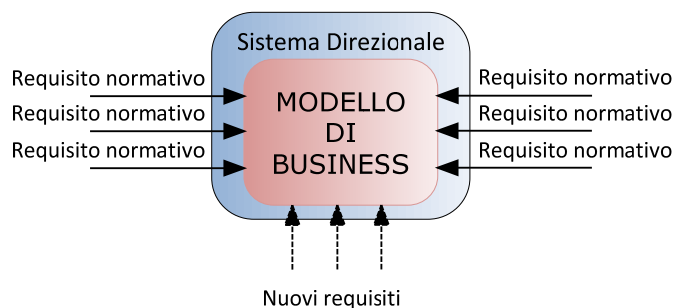 Sistema Direzionale
Requisito normativo
Requisito normativo
Requisito normativo
MODELLO
DI
BUSINESS
Requisito normativo
Requisito normativo
Requisito normativo
Nuovi requisiti